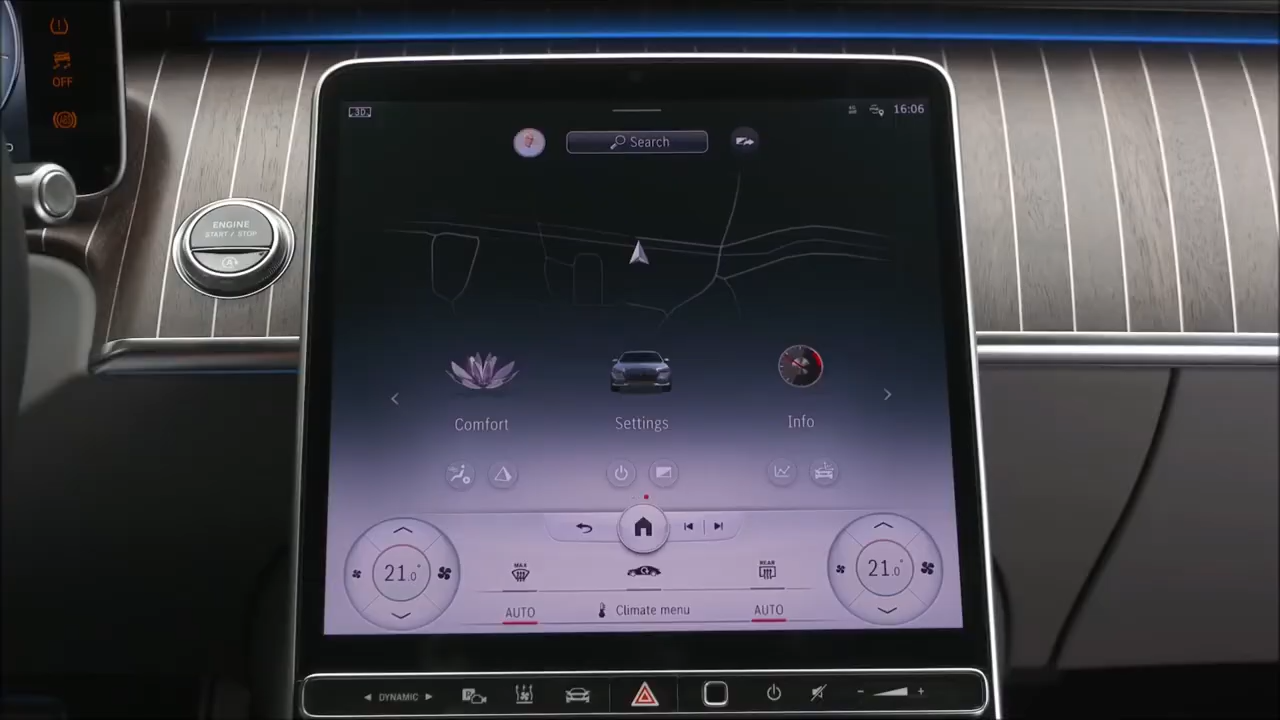 OFF
3D
16:06
Search
ENGINE
START / STOP
Comfort
Settings
Info
21.0°
MAX
REAR
21.0°
AUTO
Climate menu
AUTO
DYNAMIC